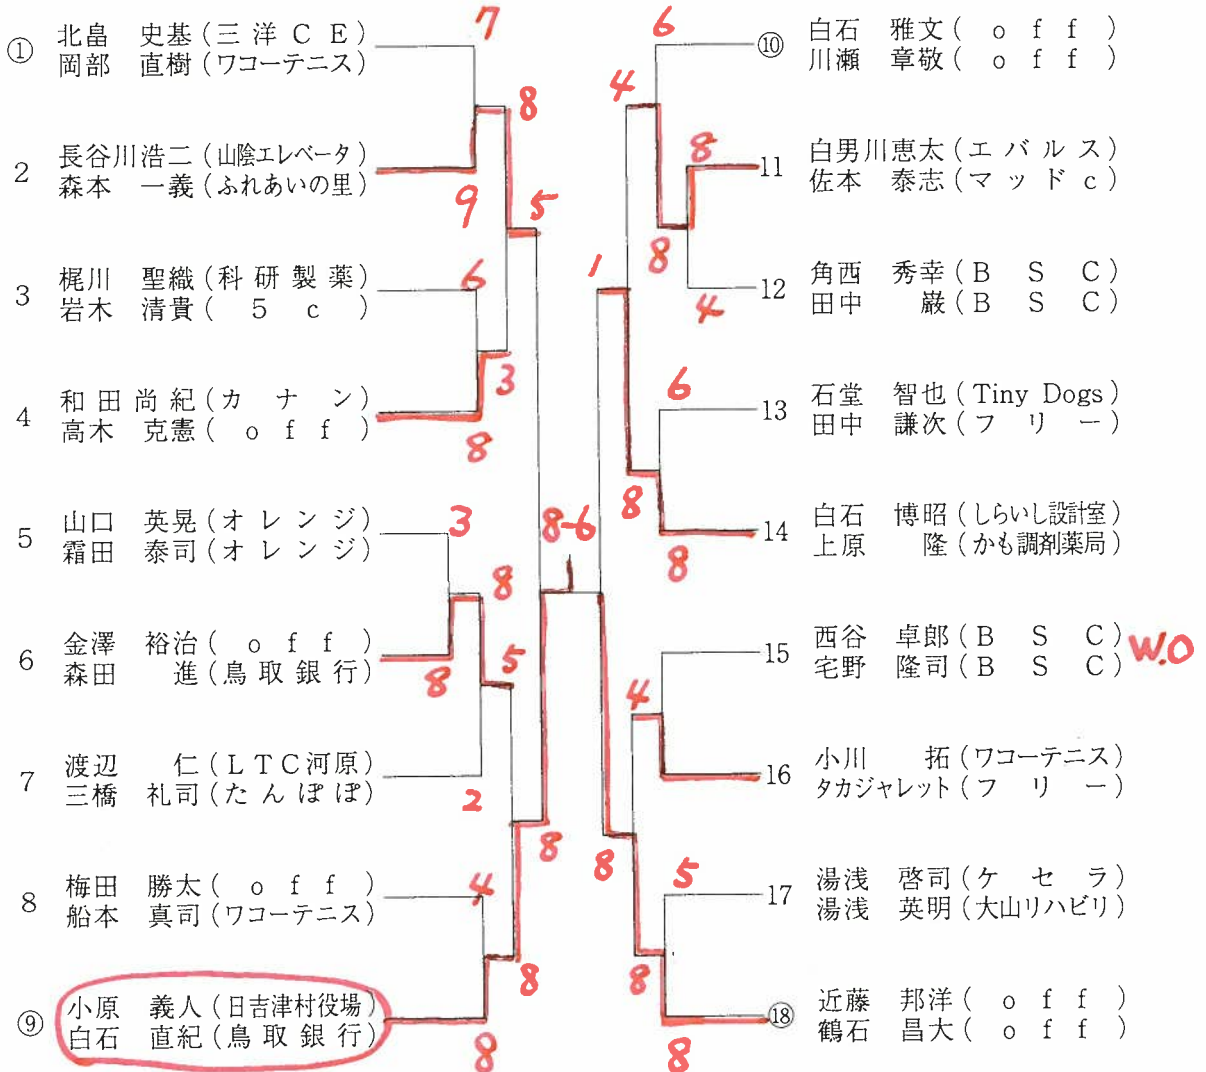 ① 北畠 史基(三洋CE)
岡部 直樹(ワコーテニス)
2 長谷川浩二(山陰エレベータ)
森本 一義(ふれあいの里)
3 梶川 聖織(科研製薬)
岩木 清貴(5c)
4 和田尚紀(カナン)
高木 克憲(off)
5 山口 英晃(オレンジ)
霜田 泰司(オレンジ)
6 金澤 裕治(off)
森田 進(鳥取銀行)
7 渡辺 仁(LTC河原)
三橋 礼司(たんぽぽ)
8 梅田 勝太(off)
船本 真司(ワコーテニス)
⑨ 小原 義人(日吉津村役場)
白石 直紀(鳥取銀行)
7
9
8
6
8
3
5
3
8
8
2
5
4
8
8
8
8-6
⑩ 白石 雅文(off)
川瀬 章敬(off)
11 白男川恵太(エバルス)
佐本 泰志(マッドc)
12 角西 秀幸(BSC)
田中 巌(BSC)
13 石堂 智也(Tiny Dogs)
田中 謙次(フリー)
14 白石 博昭(しらいし設計室)
上原 隆(かも調剤薬局)
15 西谷 卓郎(BSC)
宅野 隆司(BSC)
W.O
16 小川 拓(ワコーテニス)
タカジャレット(フリー)
17 湯浅 啓司(ケセラ)
湯浅 英明(大山リハビリ)
⑱ 近藤 邦洋(off)
鶴石 昌大(off)
6
4
8
8
4
1
6
8
8
4
8
5
8
8